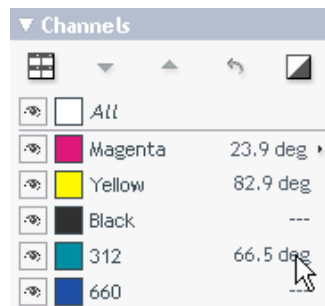 Channels
All
Magenta 23.9 deg
Yellow 82.9 deg
Black ---
312 66.5 deg
660 ---